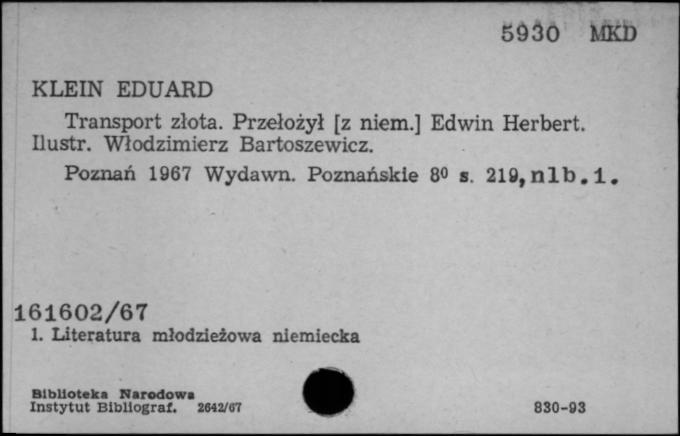 5930 MKD
KLEIN EDUARD
Transport złota. Przełożył [z niem.] Edwin Herbert.
Ilustr. Włodzimierz Bartoszewicz.
Poznań 1967 Wydawn. Poznańskie 8⁰ s. 219, nlb. 1.
161602/67
1. Literatura młodzieżowa niemiecka
Biblioteka Narodowa
Instytut Bibliograf. 2642/67
830-93